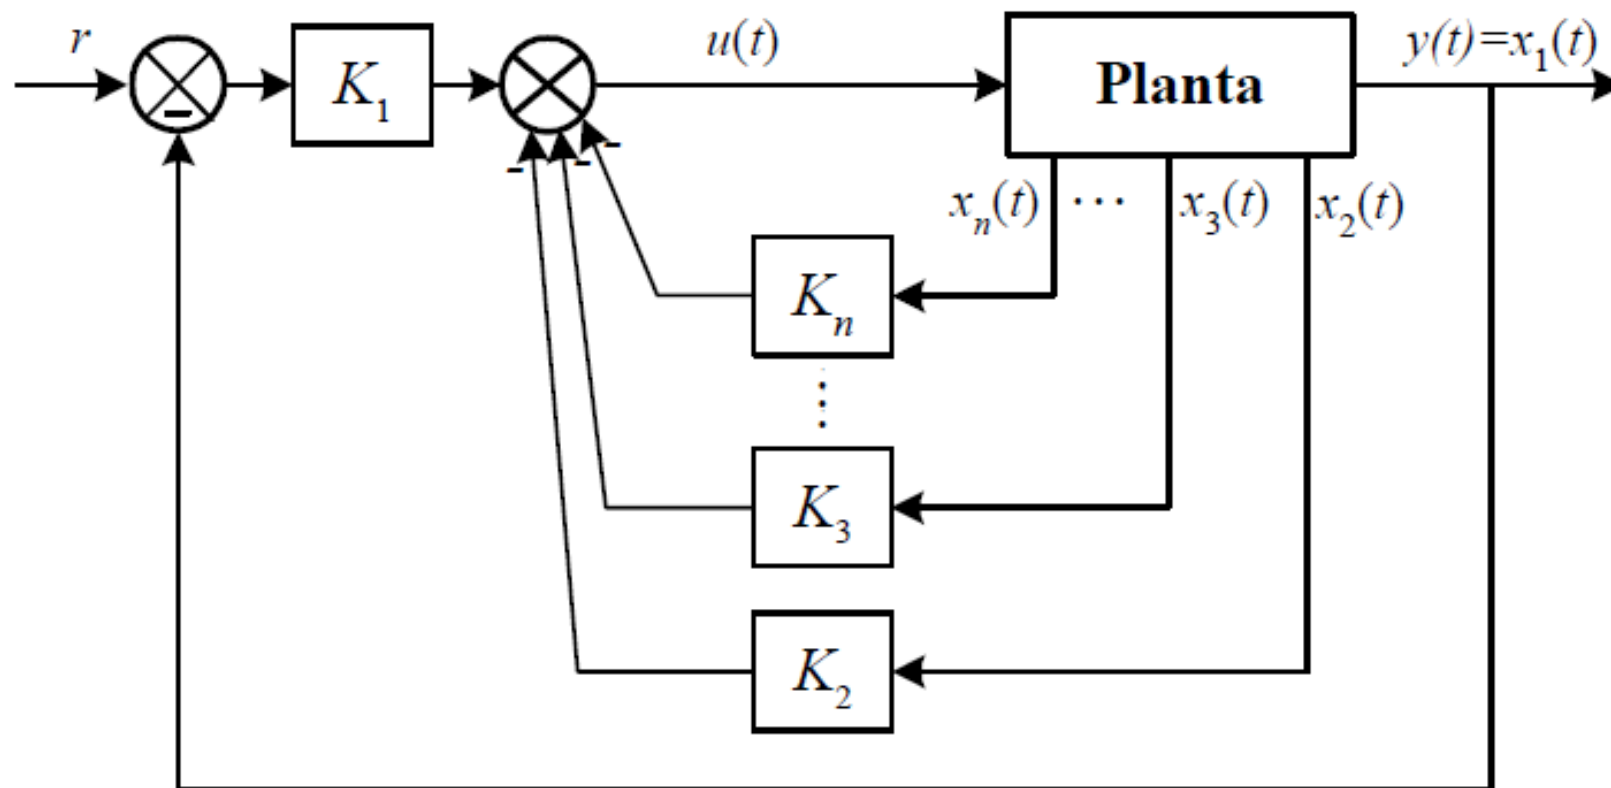 r
K₁
u(t)
Planta
y(t)=x₁(t)
-
- - -
xₙ(t) ⋯ x₃(t) x₂(t)
Kₙ
⋮
K₃
K₂